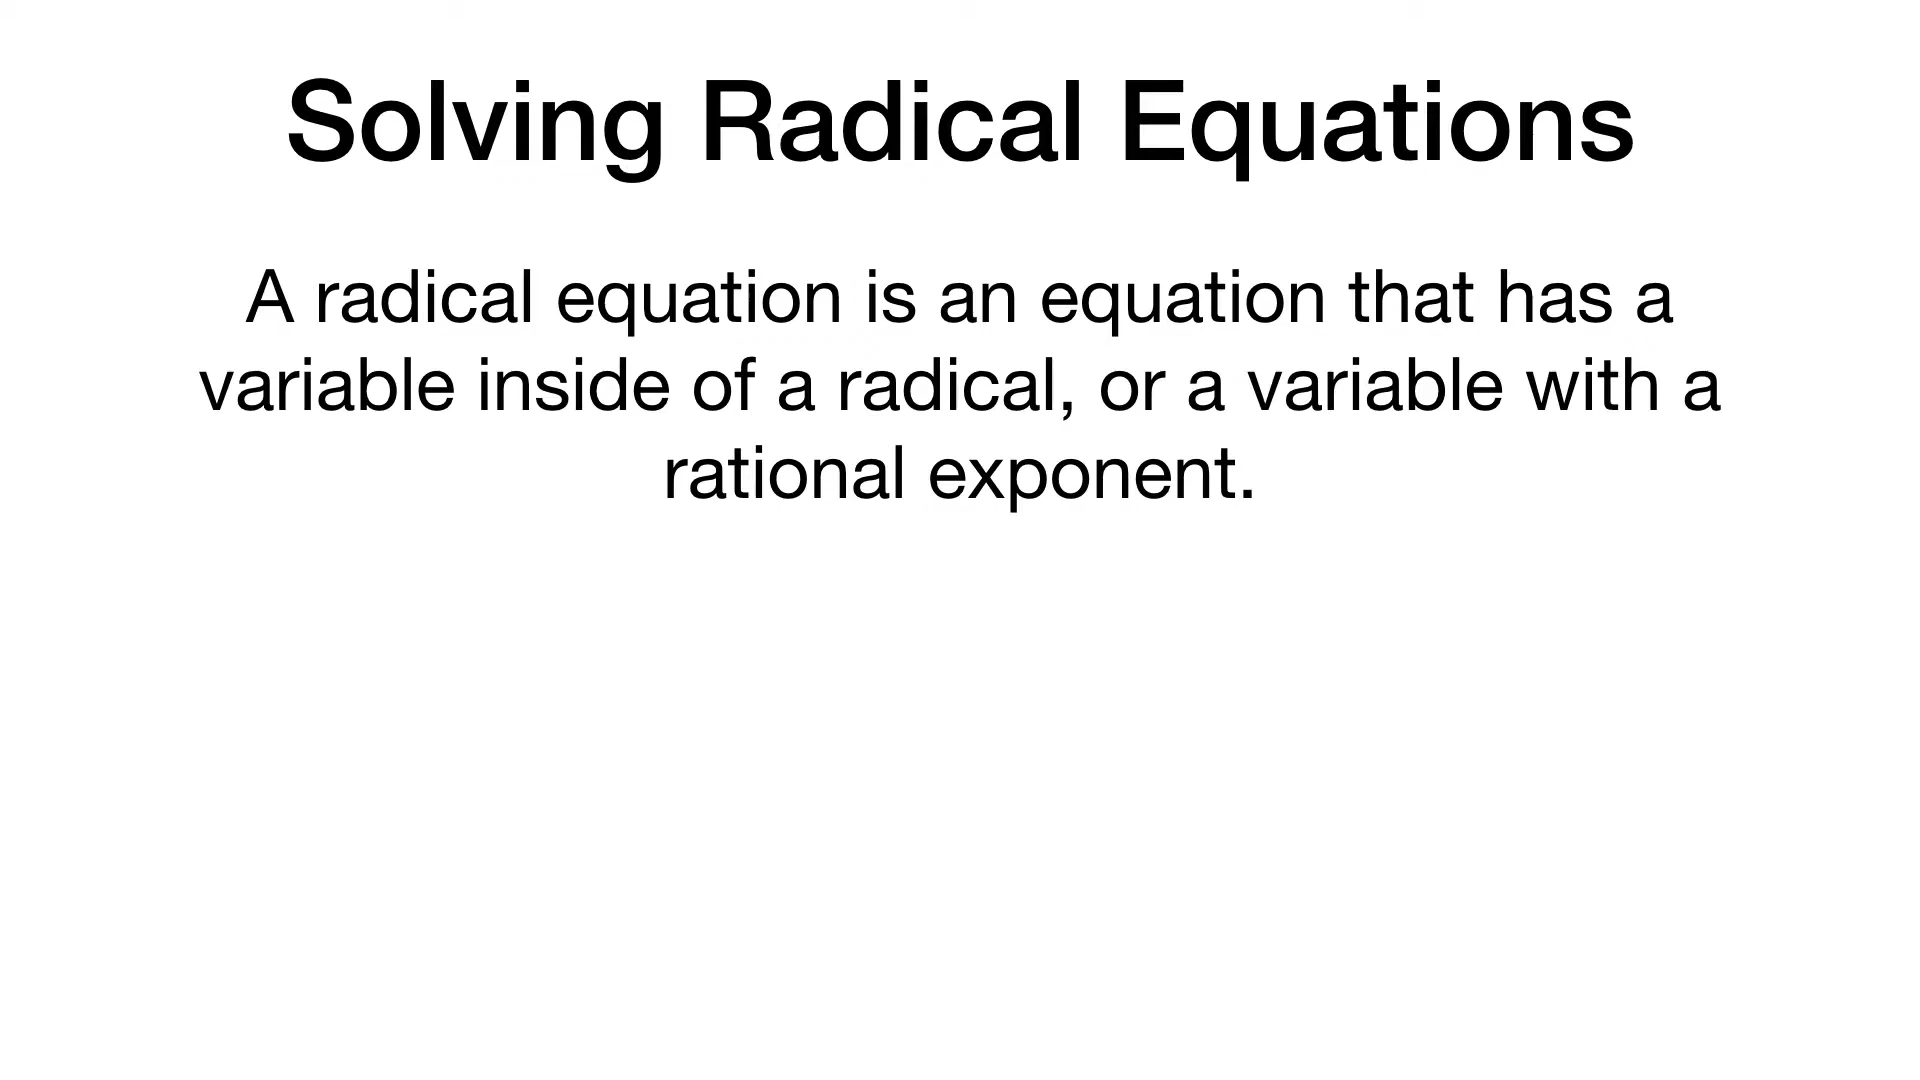 Solving Radical Equations
A radical equation is an equation that has a
variable inside of a radical, or a variable with a
rational exponent.